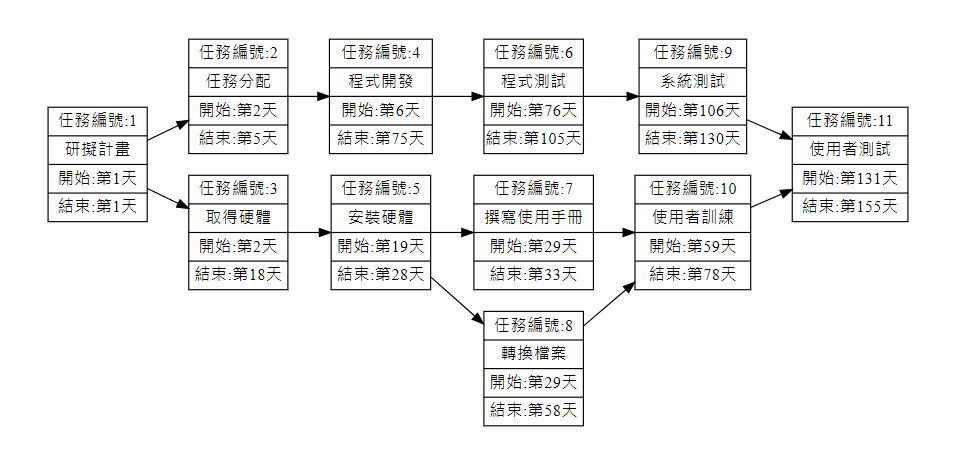 任務編號:1
研擬計畫
開始:第1天
結束:第1天
任務編號:2
任務分配
開始:第2天
結束:第5天
任務編號:3
取得硬體
開始:第2天
結束:第18天
任務編號:4
程式開發
開始:第6天
結束:第75天
任務編號:5
安裝硬體
開始:第19天
結束:第28天
任務編號:6
程式測試
開始:第76天
結束:第105天
任務編號:7
撰寫使用手冊
開始:第29天
結束:第33天
任務編號:8
轉換檔案
開始:第29天
結束:第58天
任務編號:9
系統測試
開始:第106天
結束:第130天
任務編號:10
使用者訓練
開始:第59天
結束:第78天
任務編號:11
使用者測試
開始:第131天
結束:第155天